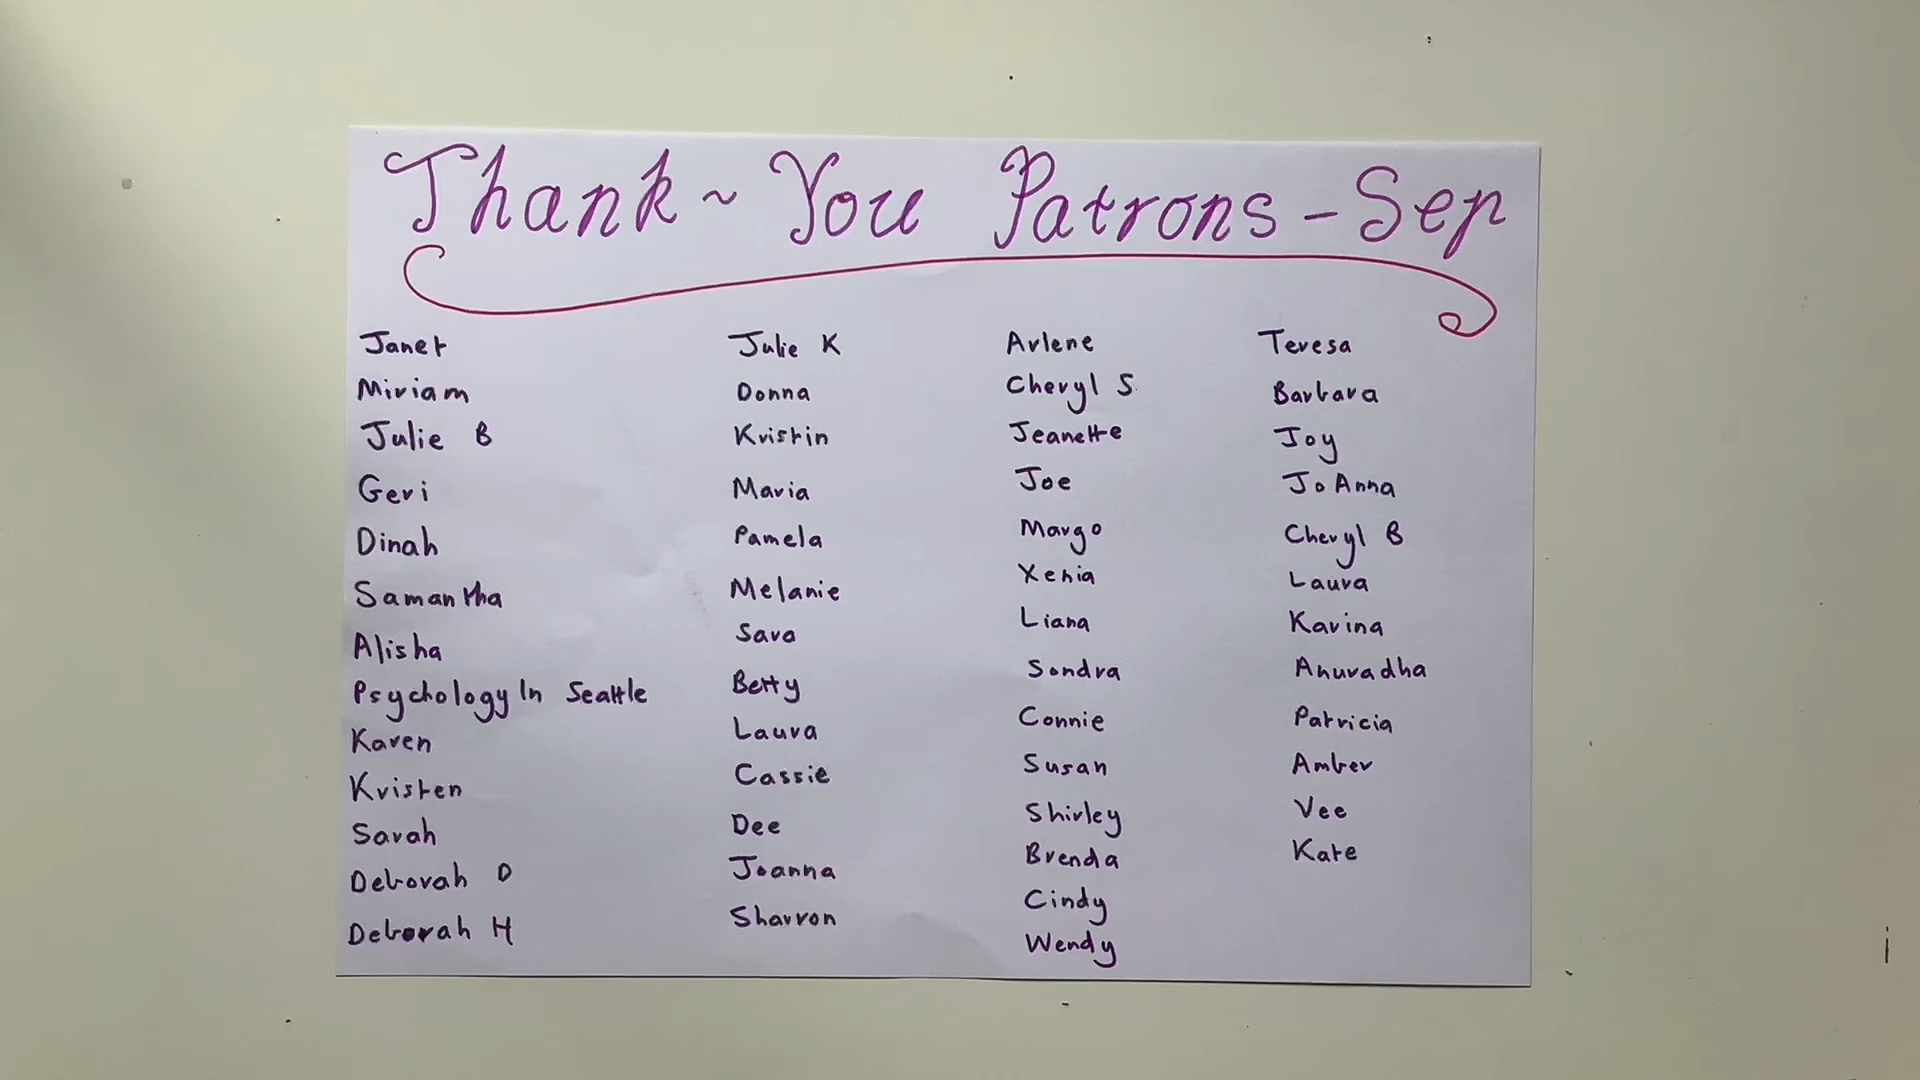 Thank~You Patrons-Sep
Janet
Miriam
Julie B
Geri
Dinah
Samantha
Alisha
Psychology In Seattle
Karen
Kristen
Sarah
Deborah D
Deborah H
Julie K
Donna
Kristin
Maria
Pamela
Melanie
Sara
Betty
Laura
Cassie
Dee
Joanna
Sharron
Arlene
Cheryl S
Jeanette
Joe
Margo
Xenia
Liana
Sondra
Connie
Susan
Shirley
Brenda
Cindy
Wendy
Teresa
Barbara
Joy
JoAnna
Cheryl B
Laura
Karina
Anuradha
Patricia
Amber
Vee
Kate